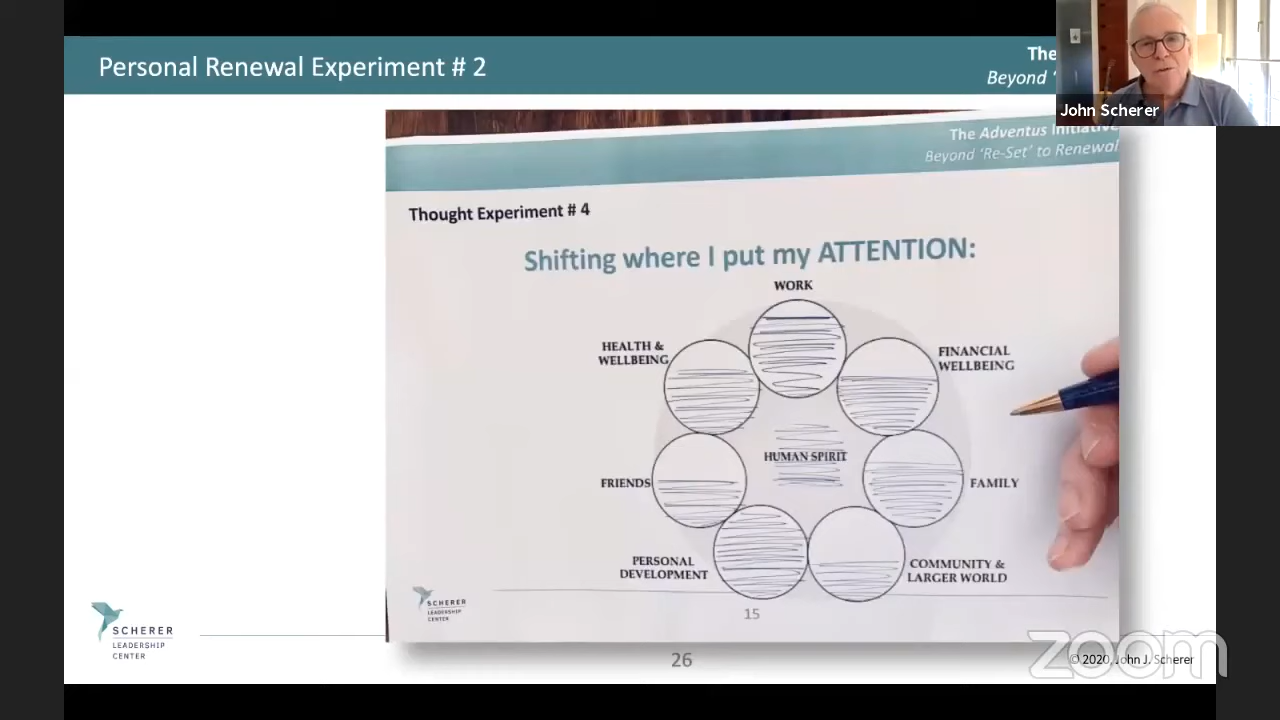 Personal Renewal Experiment # 2
The
Beyond '
John Scherer
The Adventus Initiative
Beyond 'Re-Set' to Renewal
Thought Experiment # 4
Shifting where I put my ATTENTION:
WORK
HEALTH &
WELLBEING
FINANCIAL
WELLBEING
HUMAN SPIRIT
FRIENDS
FAMILY
PERSONAL
DEVELOPMENT
COMMUNITY &
LARGER WORLD
SCHERER
LEADERSHIP
CENTER
15
SCHERER
LEADERSHIP
CENTER
26
zoom
© 2020, John J. Scherer